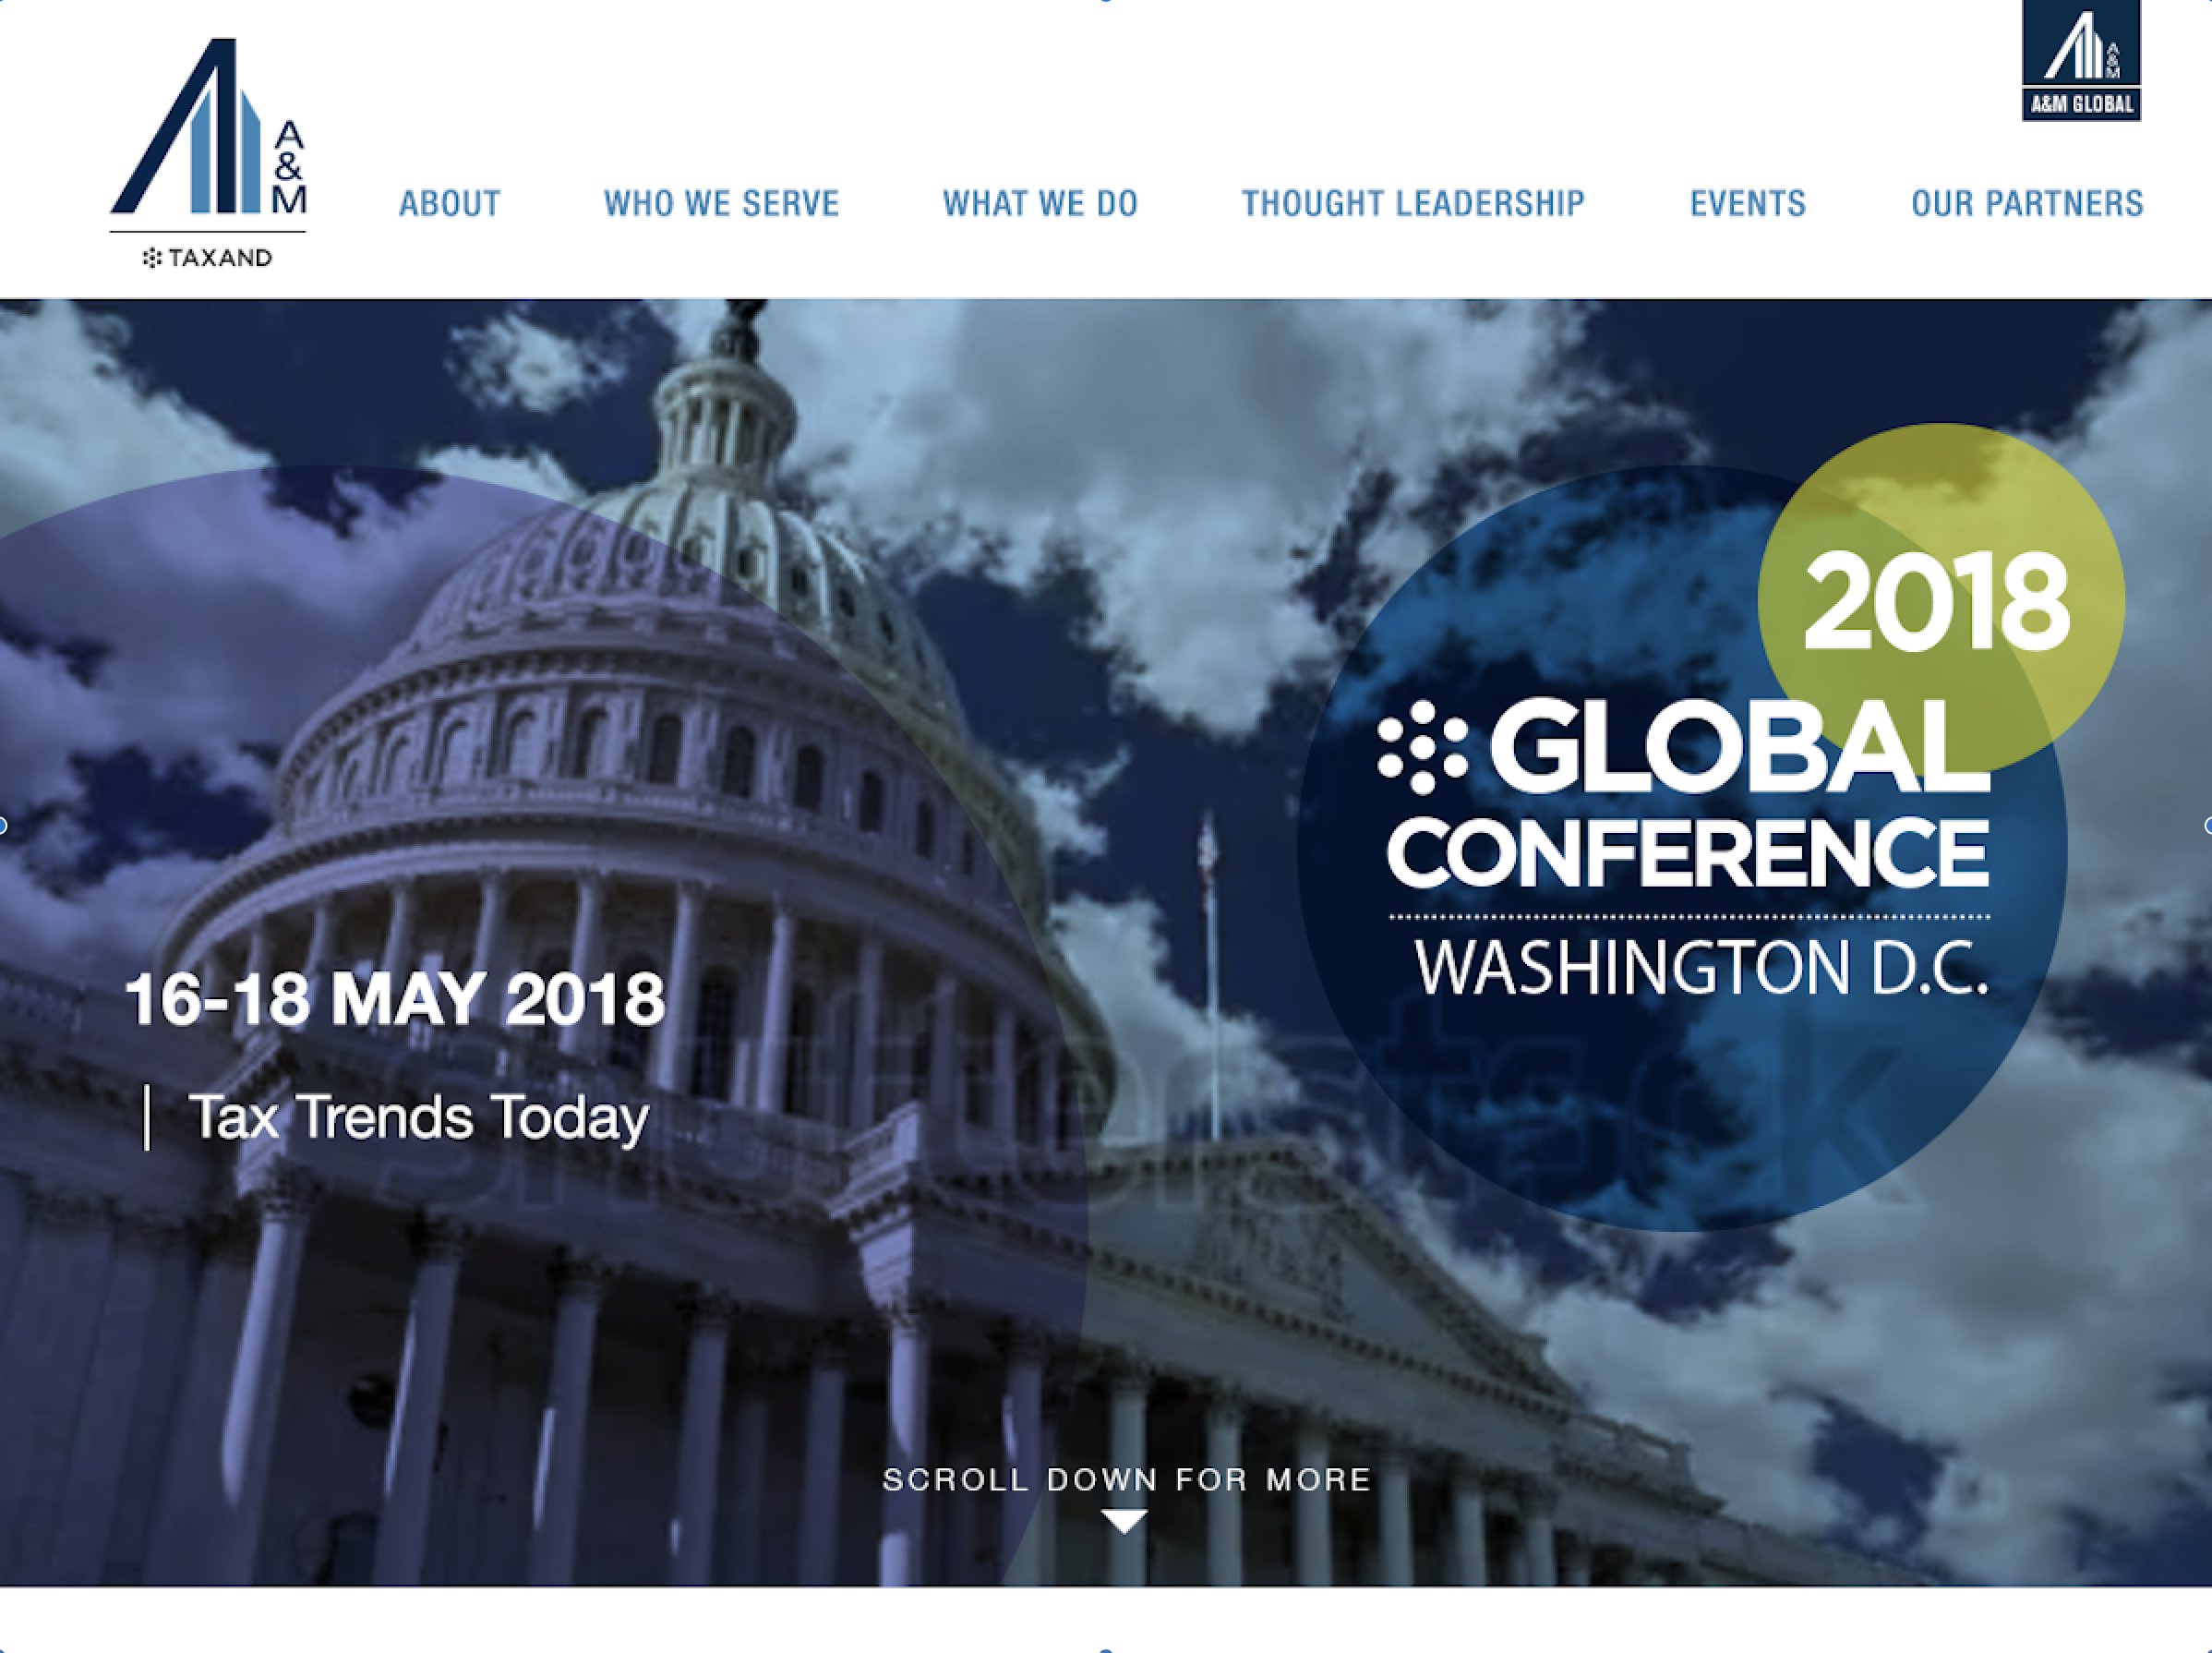 A
&
M
A&M GLOBAL
A
&
M
TAXAND
ABOUT
WHO WE SERVE
WHAT WE DO
THOUGHT LEADERSHIP
EVENTS
OUR PARTNERS
2018
GLOBAL
CONFERENCE
WASHINGTON D.C.
16-18 MAY 2018
Tax Trends Today
shutterstock
SCROLL DOWN FOR MORE